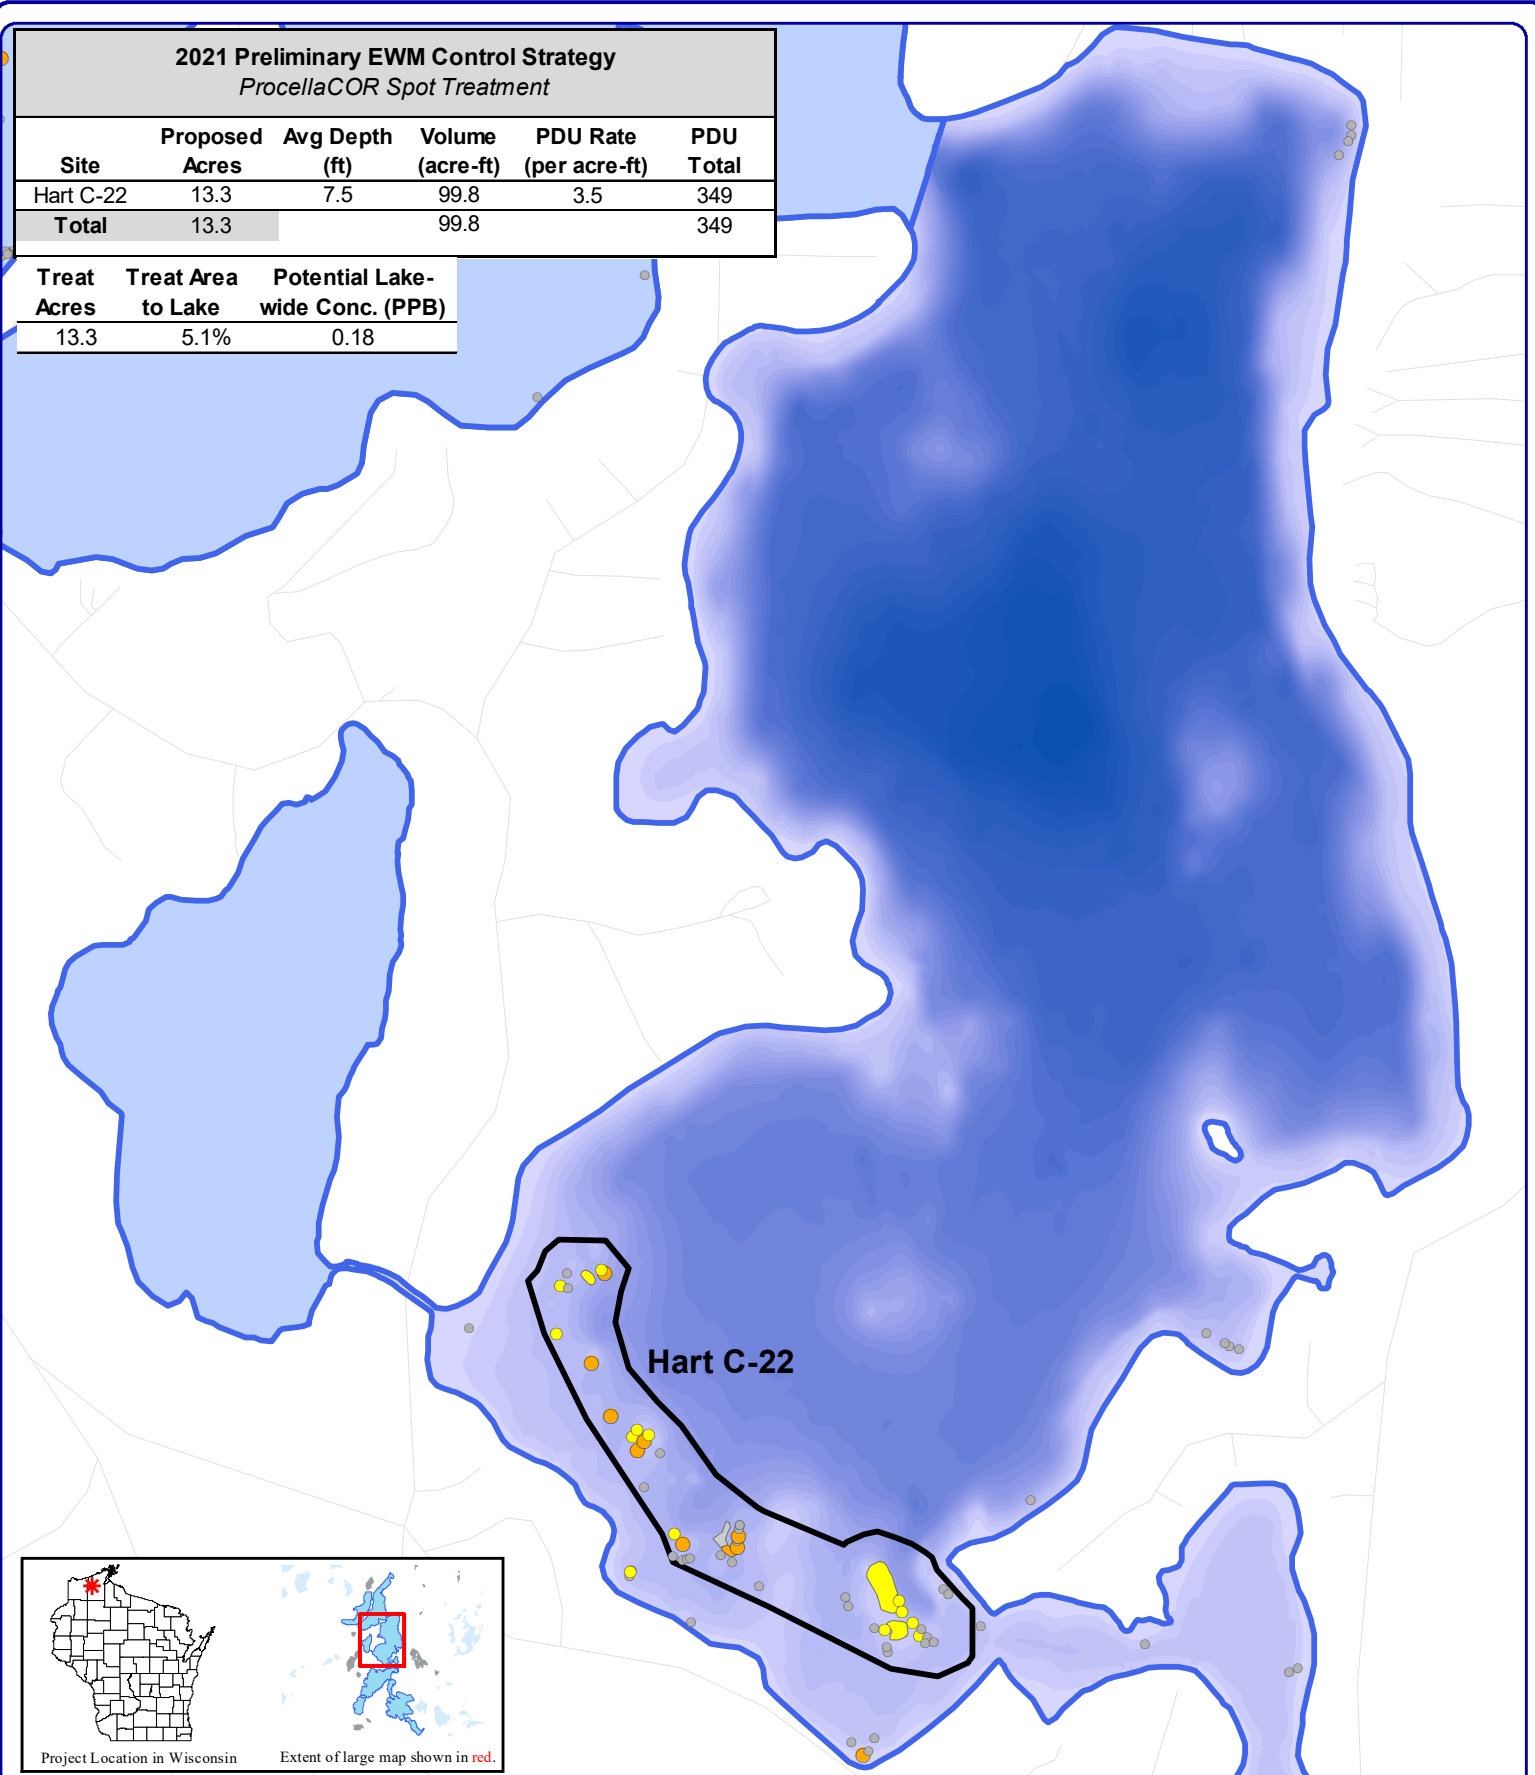 2021 Preliminary EWM Control Strategy
ProcellaCOR Spot Treatment
Site Proposed Acres Avg Depth (ft) Volume (acre-ft) PDU Rate (per acre-ft) PDU Total
Hart C-22 13.3 7.5 99.8 3.5 349
Total 13.3 99.8 349
Treat Acres Treat Area to Lake Potential Lake-wide Conc. (PPB)
13.3 5.1% 0.18
Hart C-22
Project Location in Wisconsin
Extent of large map shown in red.